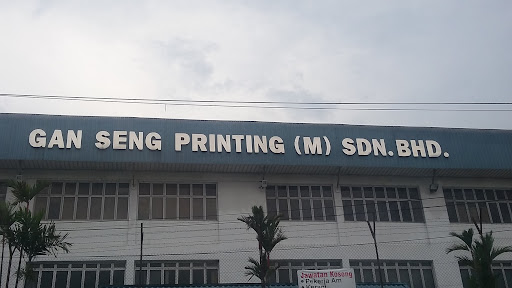 GAN SENG PRINTING (M) SDN. BHD.
Jawatan Kosong
• Pekerja Am